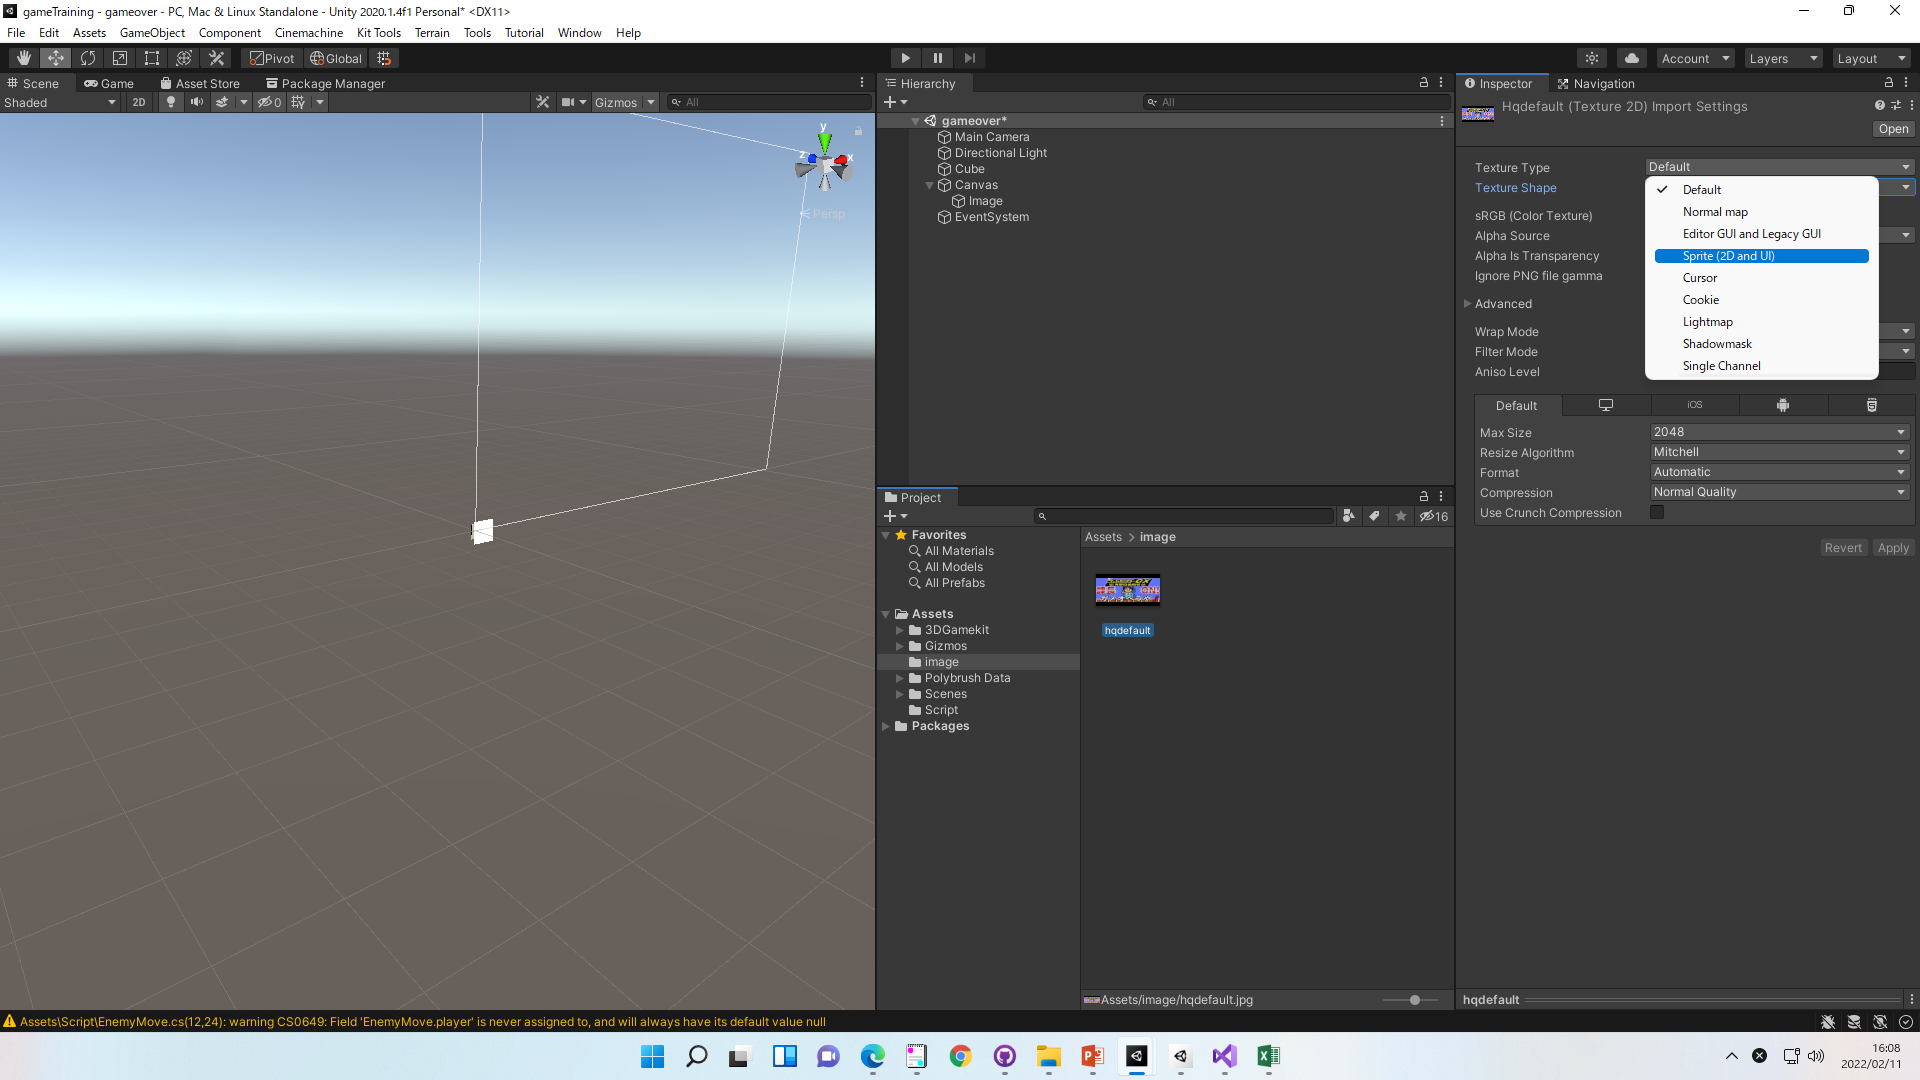 gameTraining - gameover - PC, Mac & Linux Standalone - Unity 2020.1.4f1 Personal* <DX11>
File Edit Assets GameObject Component Cinemachine Kit Tools Terrain Tools Tutorial Window Help
Pivot Global Account Layers Layout
Scene Game Asset Store Package Manager
Shaded 2D 0 Gizmos All
y
z x
Persp
Hierarchy
All
gameover*
Main Camera
Directional Light
Cube
Canvas
Image
EventSystem
Project
16
Favorites
All Materials
All Models
All Prefabs
Assets
3DGamekit
Gizmos
image
Polybrush Data
Scenes
Script
Packages
Assets > image
hqdefault
Assets/image/hqdefault.jpg
Inspector Navigation
Hqdefault (Texture 2D) Import Settings
Open
Texture Type Default
Texture Shape
sRGB (Color Texture)
Alpha Source
Alpha Is Transparency
Ignore PNG file gamma
Advanced
Wrap Mode
Filter Mode
Aniso Level
Default
Normal map
Editor GUI and Legacy GUI
Sprite (2D and UI)
Cursor
Cookie
Lightmap
Shadowmask
Single Channel
Default iOS
Max Size 2048
Resize Algorithm Mitchell
Format Automatic
Compression Normal Quality
Use Crunch Compression
Revert Apply
hqdefault
Assets\Script\EnemyMove.cs(12,24): warning CS0649: Field 'EnemyMove.player' is never assigned to, and will always have its default value null
16:08
2022/02/11